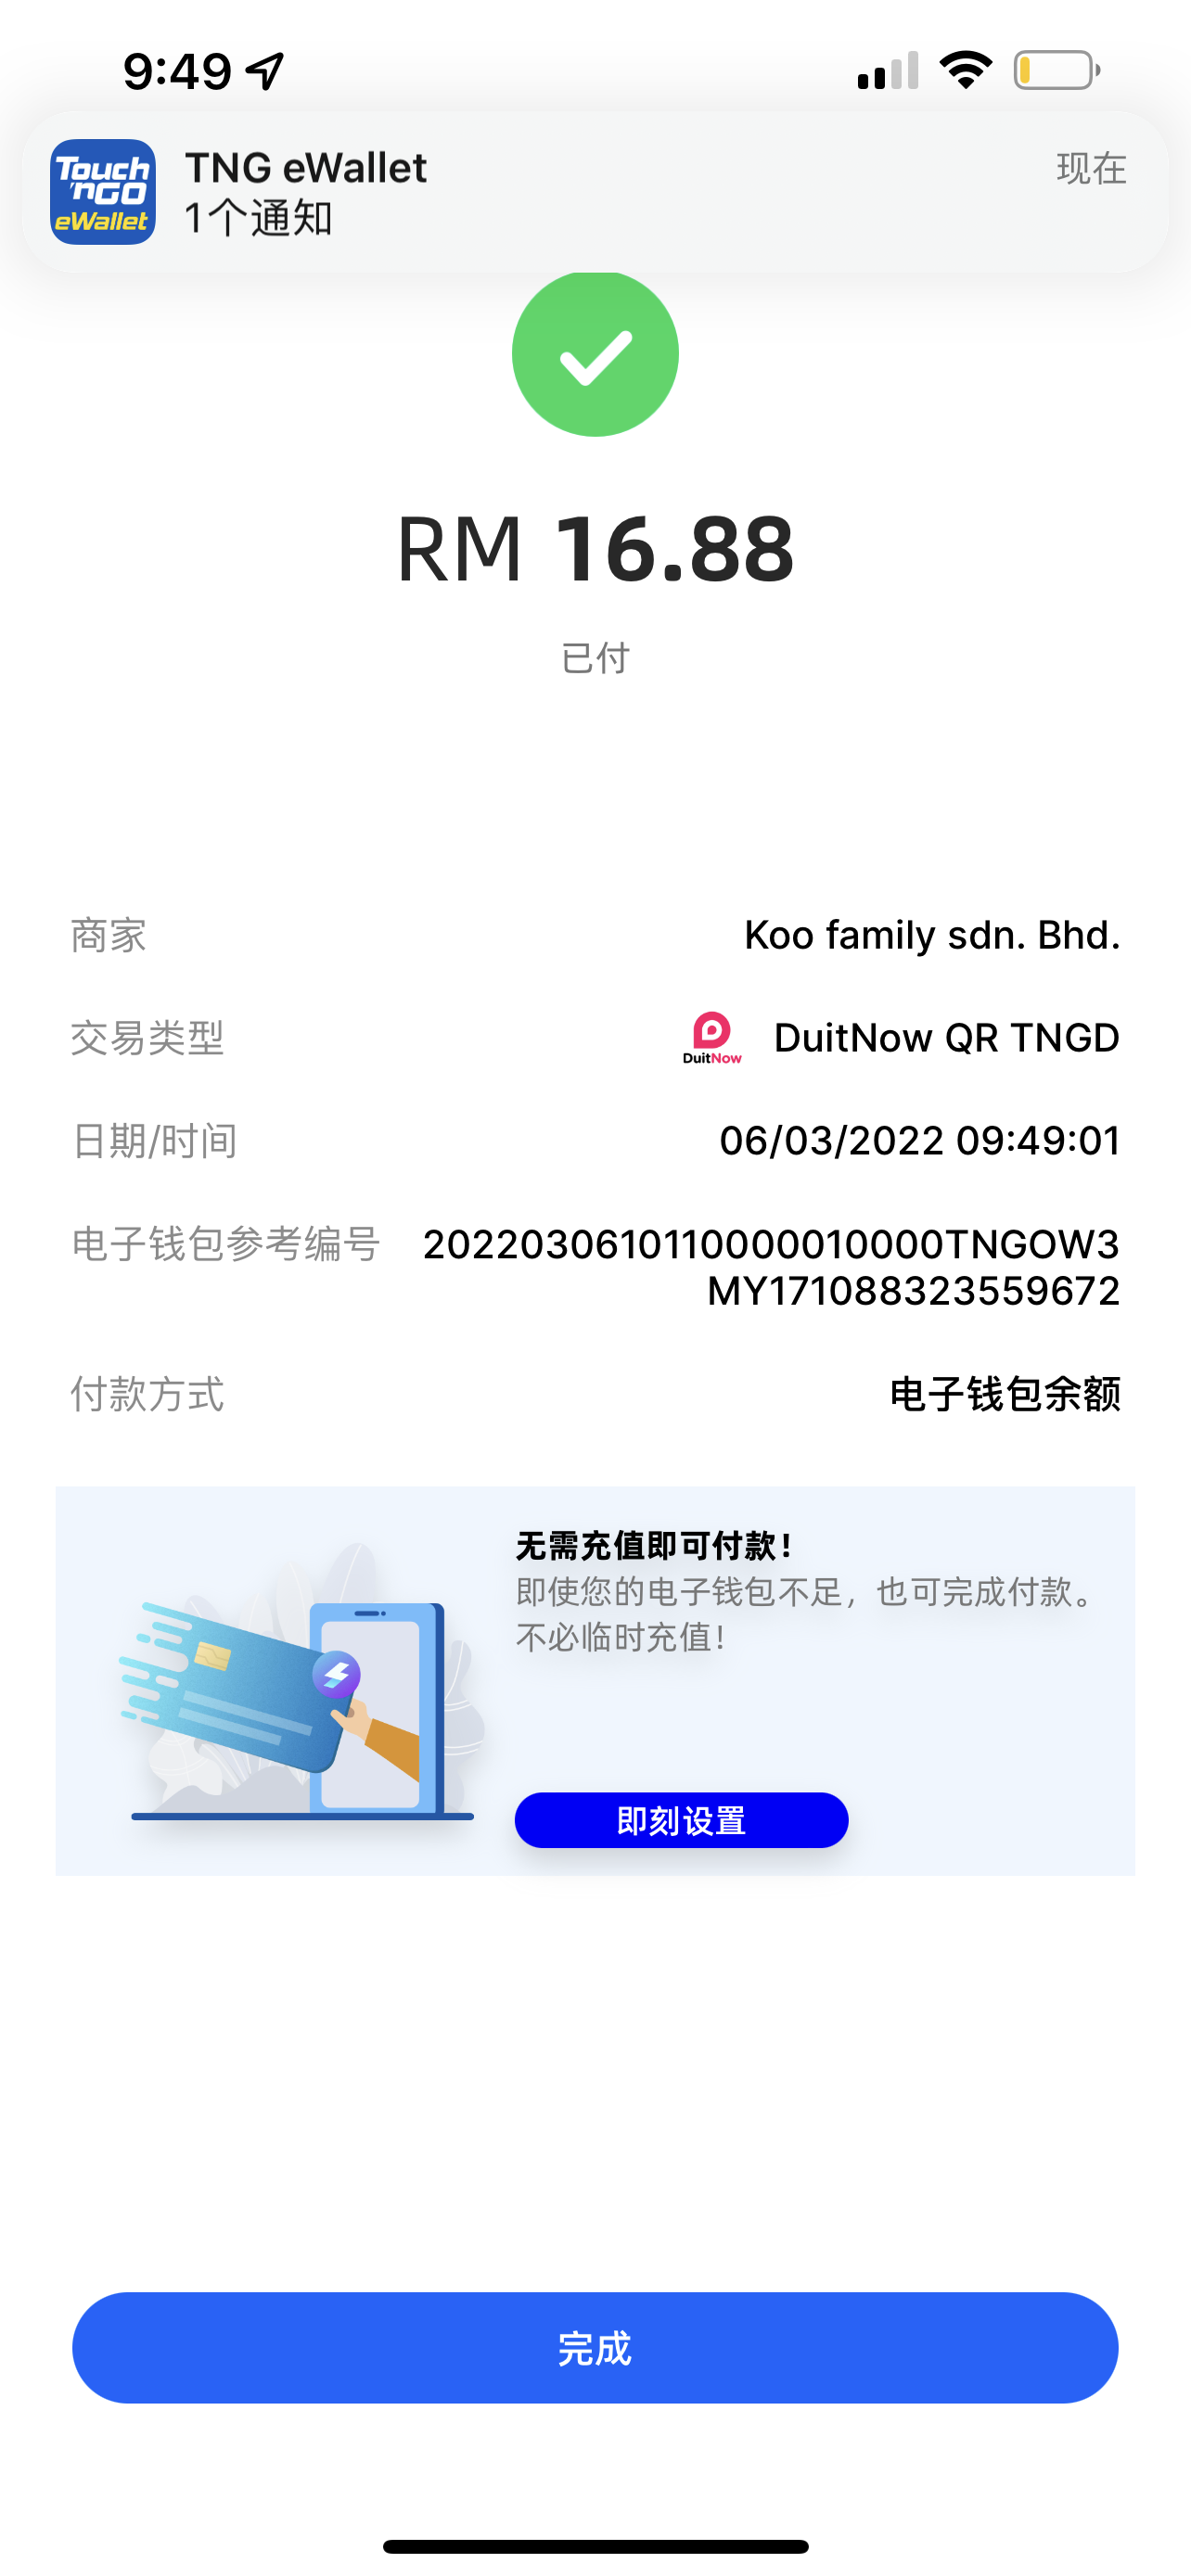 9:49
Touch
'nGO
eWallet
TNG eWallet
现在
1个通知
RM 16.88
已付
商家
Koo family sdn. Bhd.
交易类型
DuitNow
DuitNow QR TNGD
日期/时间
06/03/2022 09:49:01
电子钱包参考编号
20220306101110000010000TNGOW3
MY171088323559672
付款方式
电子钱包余额
无需充值即可付款！
即使您的电子钱包不足，也可完成付款。
不必临时充值！
即刻设置
完成